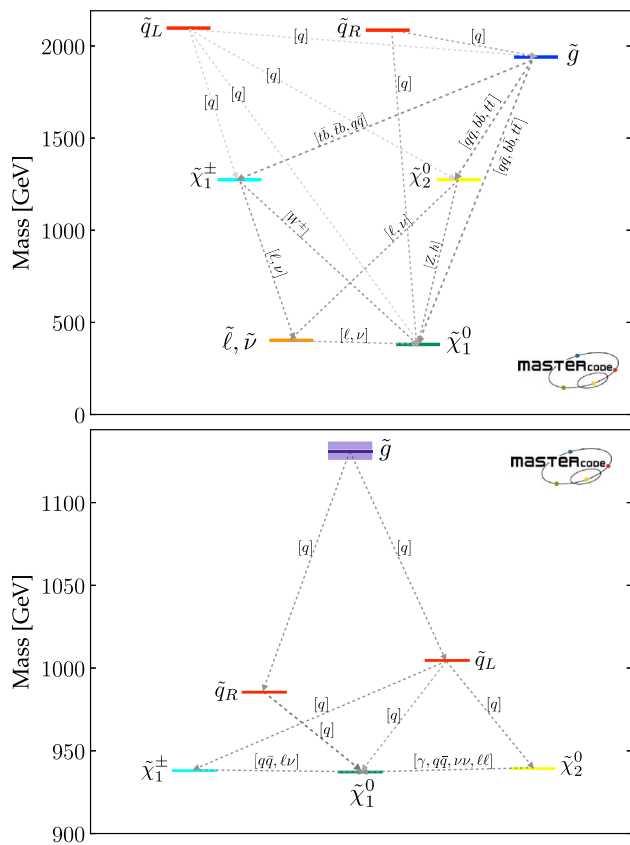 q̃_L
q̃_R
[q]
[q]
g̃
2000
[q]
[q]
[q]
[q]
[tb̄, t̄b, qq̄]
[qq̄, bb̄, tt̄]
[qq̄, bb̄, tt̄]
1500
χ̃₁^±
χ̃₂⁰
Mass [GeV]
1000
[W^±]
[ℓ, ν]
[ℓ, ν]
[Z, h]
500
ℓ̃, ν̃
[ℓ, ν]
χ̃₁⁰
MASTERCODE
0
g̃
MASTERCODE
1100
[q]
[q]
Mass [GeV]
1050
1000
q̃_L
q̃_R
[q]
[q]
[q]
[q]
950
χ̃₁^±
[qq̄, ℓν]
[γ, qq̄, νν, ℓℓ]
χ̃₂⁰
χ̃₁⁰
900